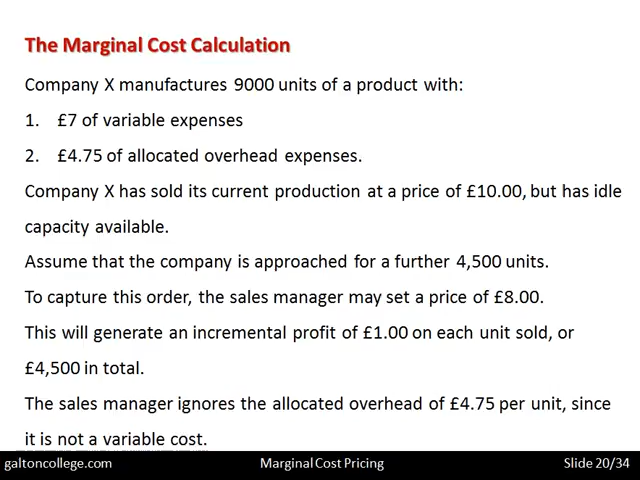 The Marginal Cost Calculation
Company X manufactures 9000 units of a product with:
1. £7 of variable expenses
2. £4.75 of allocated overhead expenses.
Company X has sold its current production at a price of £10.00, but has idle
capacity available.
Assume that the company is approached for a further 4,500 units.
To capture this order, the sales manager may set a price of £8.00.
This will generate an incremental profit of £1.00 on each unit sold, or
£4,500 in total.
The sales manager ignores the allocated overhead of £4.75 per unit, since
it is not a variable cost.
galtoncollege.com Marginal Cost Pricing Slide 20/34